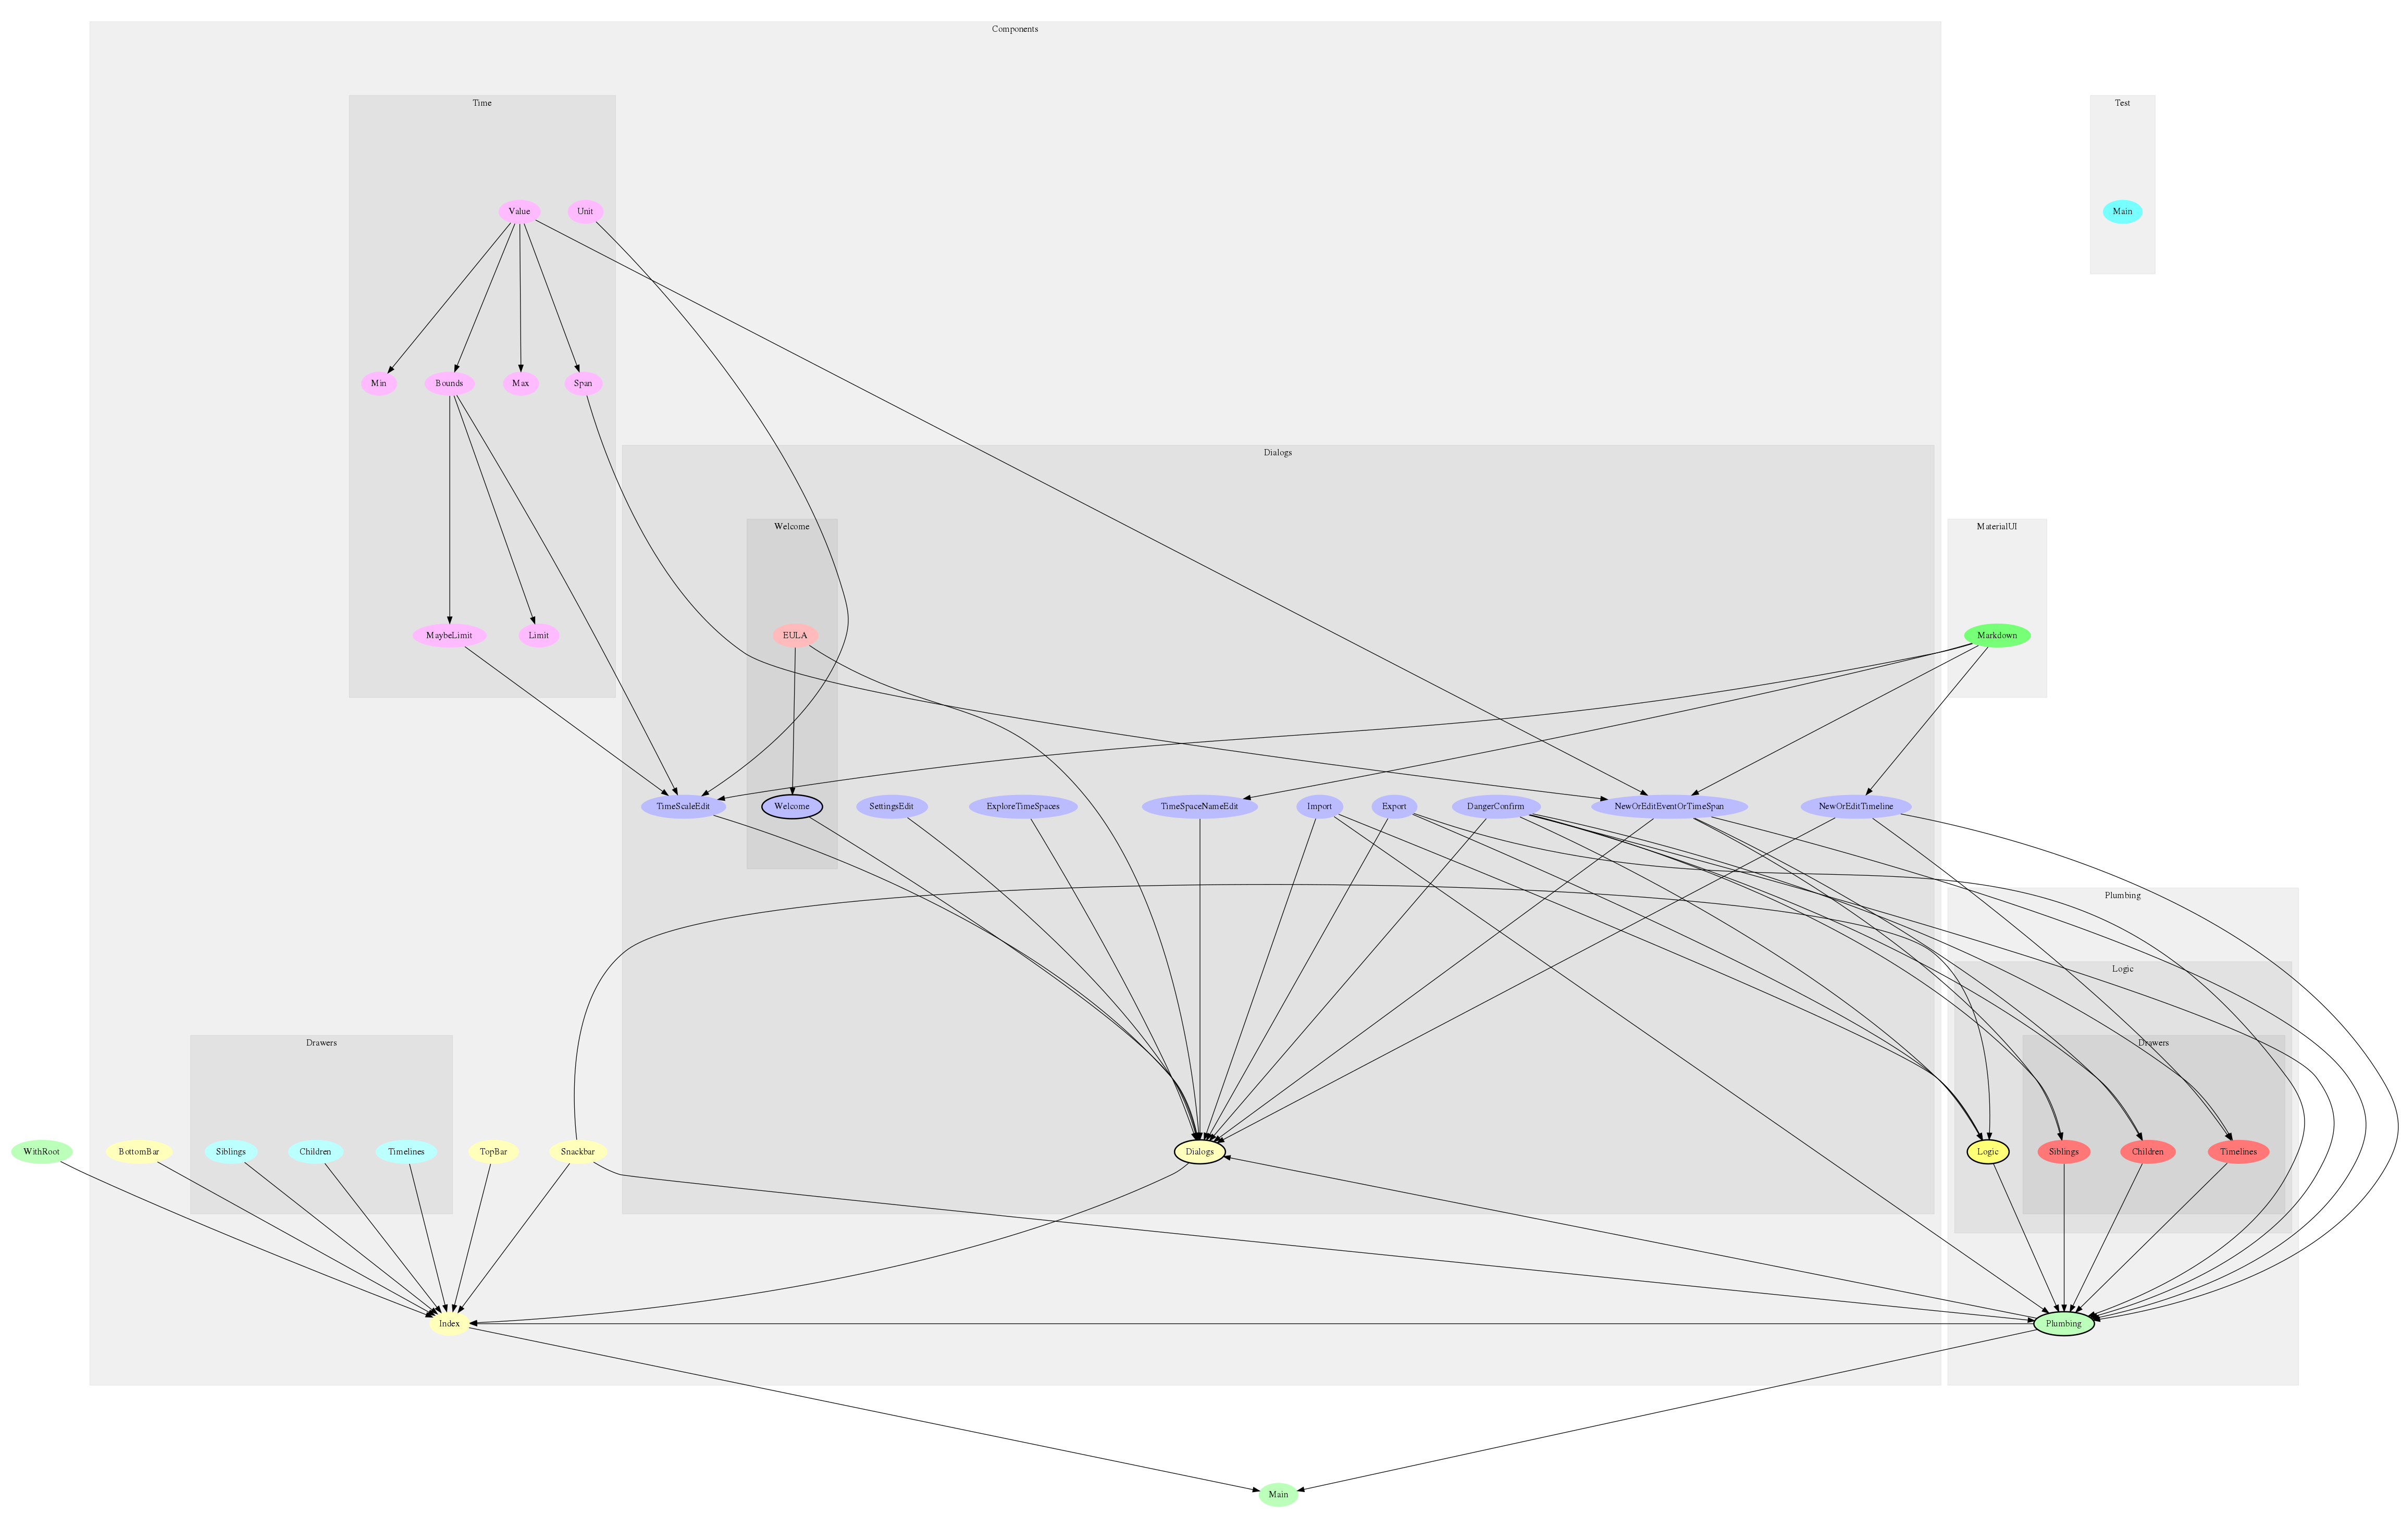 Components
Time
Test
Value
Unit
Main
Min
Bounds
Max
Span
Dialogs
Welcome
MaterialUI
MaybeLimit
Limit
EULA
Markdown
TimeScaleEdit
Welcome
SettingsEdit
ExploreTimeSpaces
TimeSpaceNameEdit
Import
Export
DangerConfirm
NewOrEditEventOrTimeSpan
NewOrEditTimeline
Plumbing
Logic
Drawers
Drawers
WithRoot
BottomBar
Siblings
Children
Timelines
TopBar
Snackbar
Dialogs
Logic
Siblings
Children
Timelines
Index
Plumbing
Main